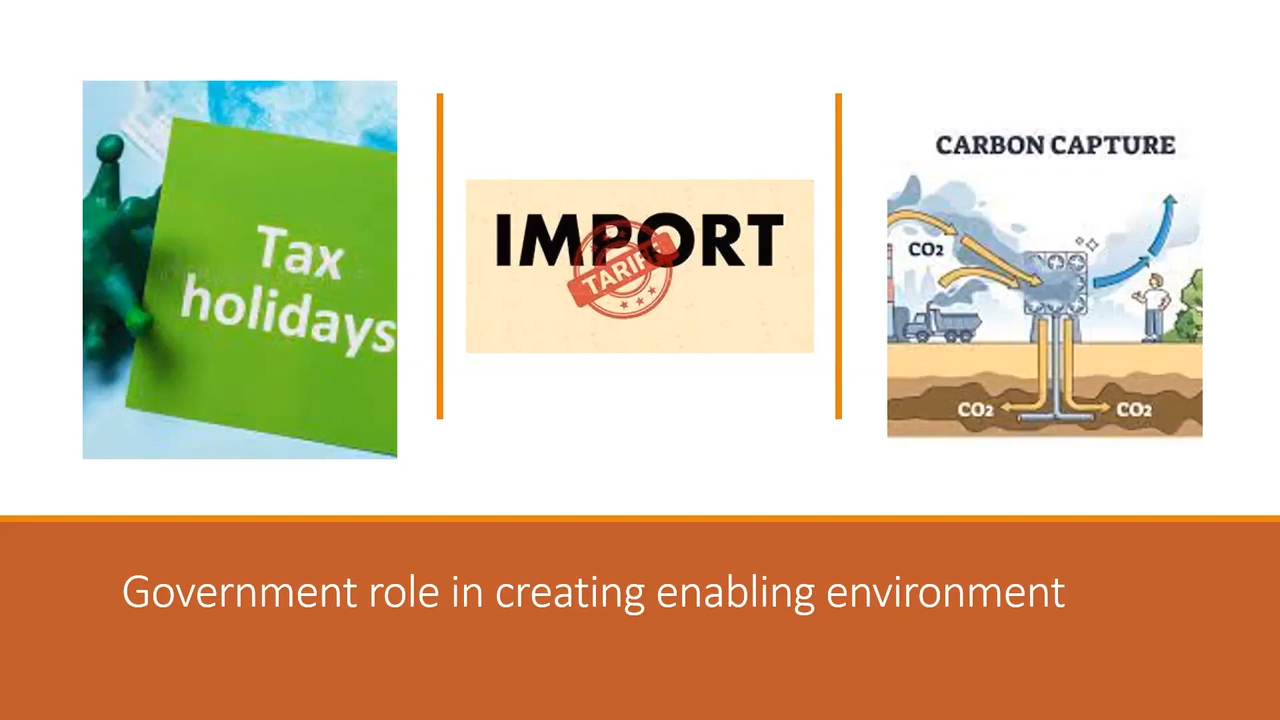 Tax
holidays
IMPORT
TARIFF
CARBON CAPTURE
CO2
CO2
CO2
Government role in creating enabling environment